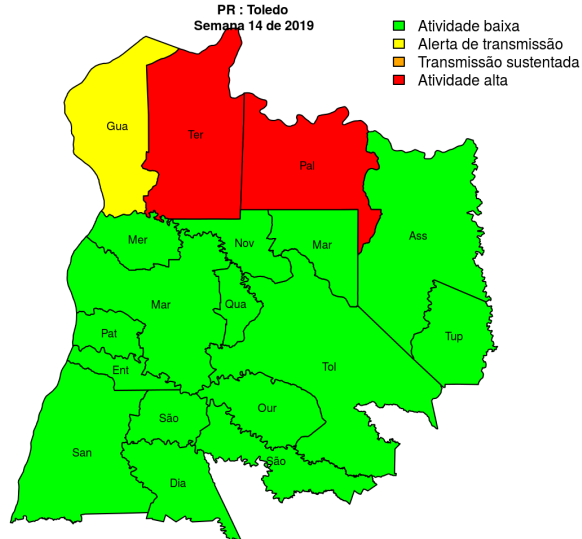 PR : Toledo
Semana 14 de 2019
Atividade baixa
Alerta de transmissão
Transmissão sustentada
Atividade alta
Gua
Ter
Pal
Ass
Mer
Nov
Mar
Mar
Qua
Pat
Tup
Ent
Tol
Our
São
San
São
Dia